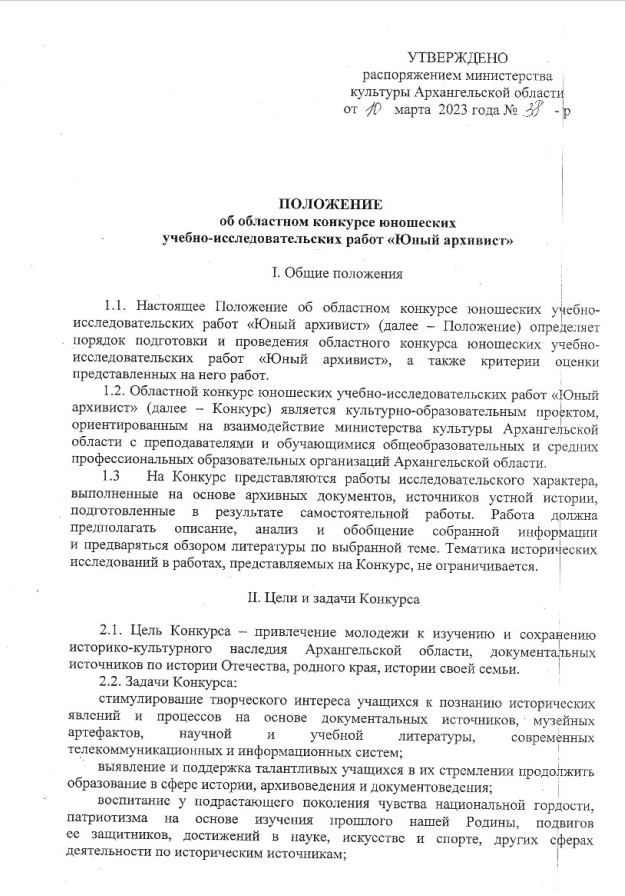 УТВЕРЖДЕНО
распоряжением министерства
культуры Архангельской области
от 10 марта 2023 года № 38 -р
ПОЛОЖЕНИЕ
об областном конкурсе юношеских
учебно-исследовательских работ «Юный архивист»
I. Общие положения
1.1. Настоящее Положение об областном конкурсе юношеских учебно-
исследовательских работ «Юный архивист» (далее – Положение) определяет
порядок подготовки и проведения областного конкурса юношеских учебно-
исследовательских работ «Юный архивист», а также критерии оценки
представленных на него работ.
1.2. Областной конкурс юношеских учебно-исследовательских работ «Юный
архивист» (далее – Конкурс) является культурно-образовательным проектом,
ориентированным на взаимодействие министерства культуры Архангельской
области с преподавателями и обучающимися общеобразовательных и средних
профессиональных образовательных организаций Архангельской области.
1.3 На Конкурс представляются работы исследовательского характера,
выполненные на основе архивных документов, источников устной истории,
подготовленные в результате самостоятельной работы. Работа должна
предполагать описание, анализ и обобщение собранной информации
и предваряться обзором литературы по выбранной теме. Тематика исторических
исследований в работах, представляемых на Конкурс, не ограничивается.
II. Цели и задачи Конкурса
2.1. Цель Конкурса – привлечение молодежи к изучению и сохранению
историко-культурного наследия Архангельской области, документальных
источников по истории Отечества, родного края, истории своей семьи.
2.2. Задачи Конкурса:
стимулирование творческого интереса учащихся к познанию исторических
явлений и процессов на основе документальных источников, музейных
артефактов, научной и учебной литературы, современных
телекоммуникационных и информационных систем;
выявление и поддержка талантливых учащихся в их стремлении продолжить
образование в сфере истории, архивоведения и документоведения;
воспитание у подрастающего поколения чувства национальной гордости,
патриотизма на основе изучения прошлого нашей Родины, подвигов
ее защитников, достижений в науке, искусстве и спорте, других сферах
деятельности по историческим источникам;